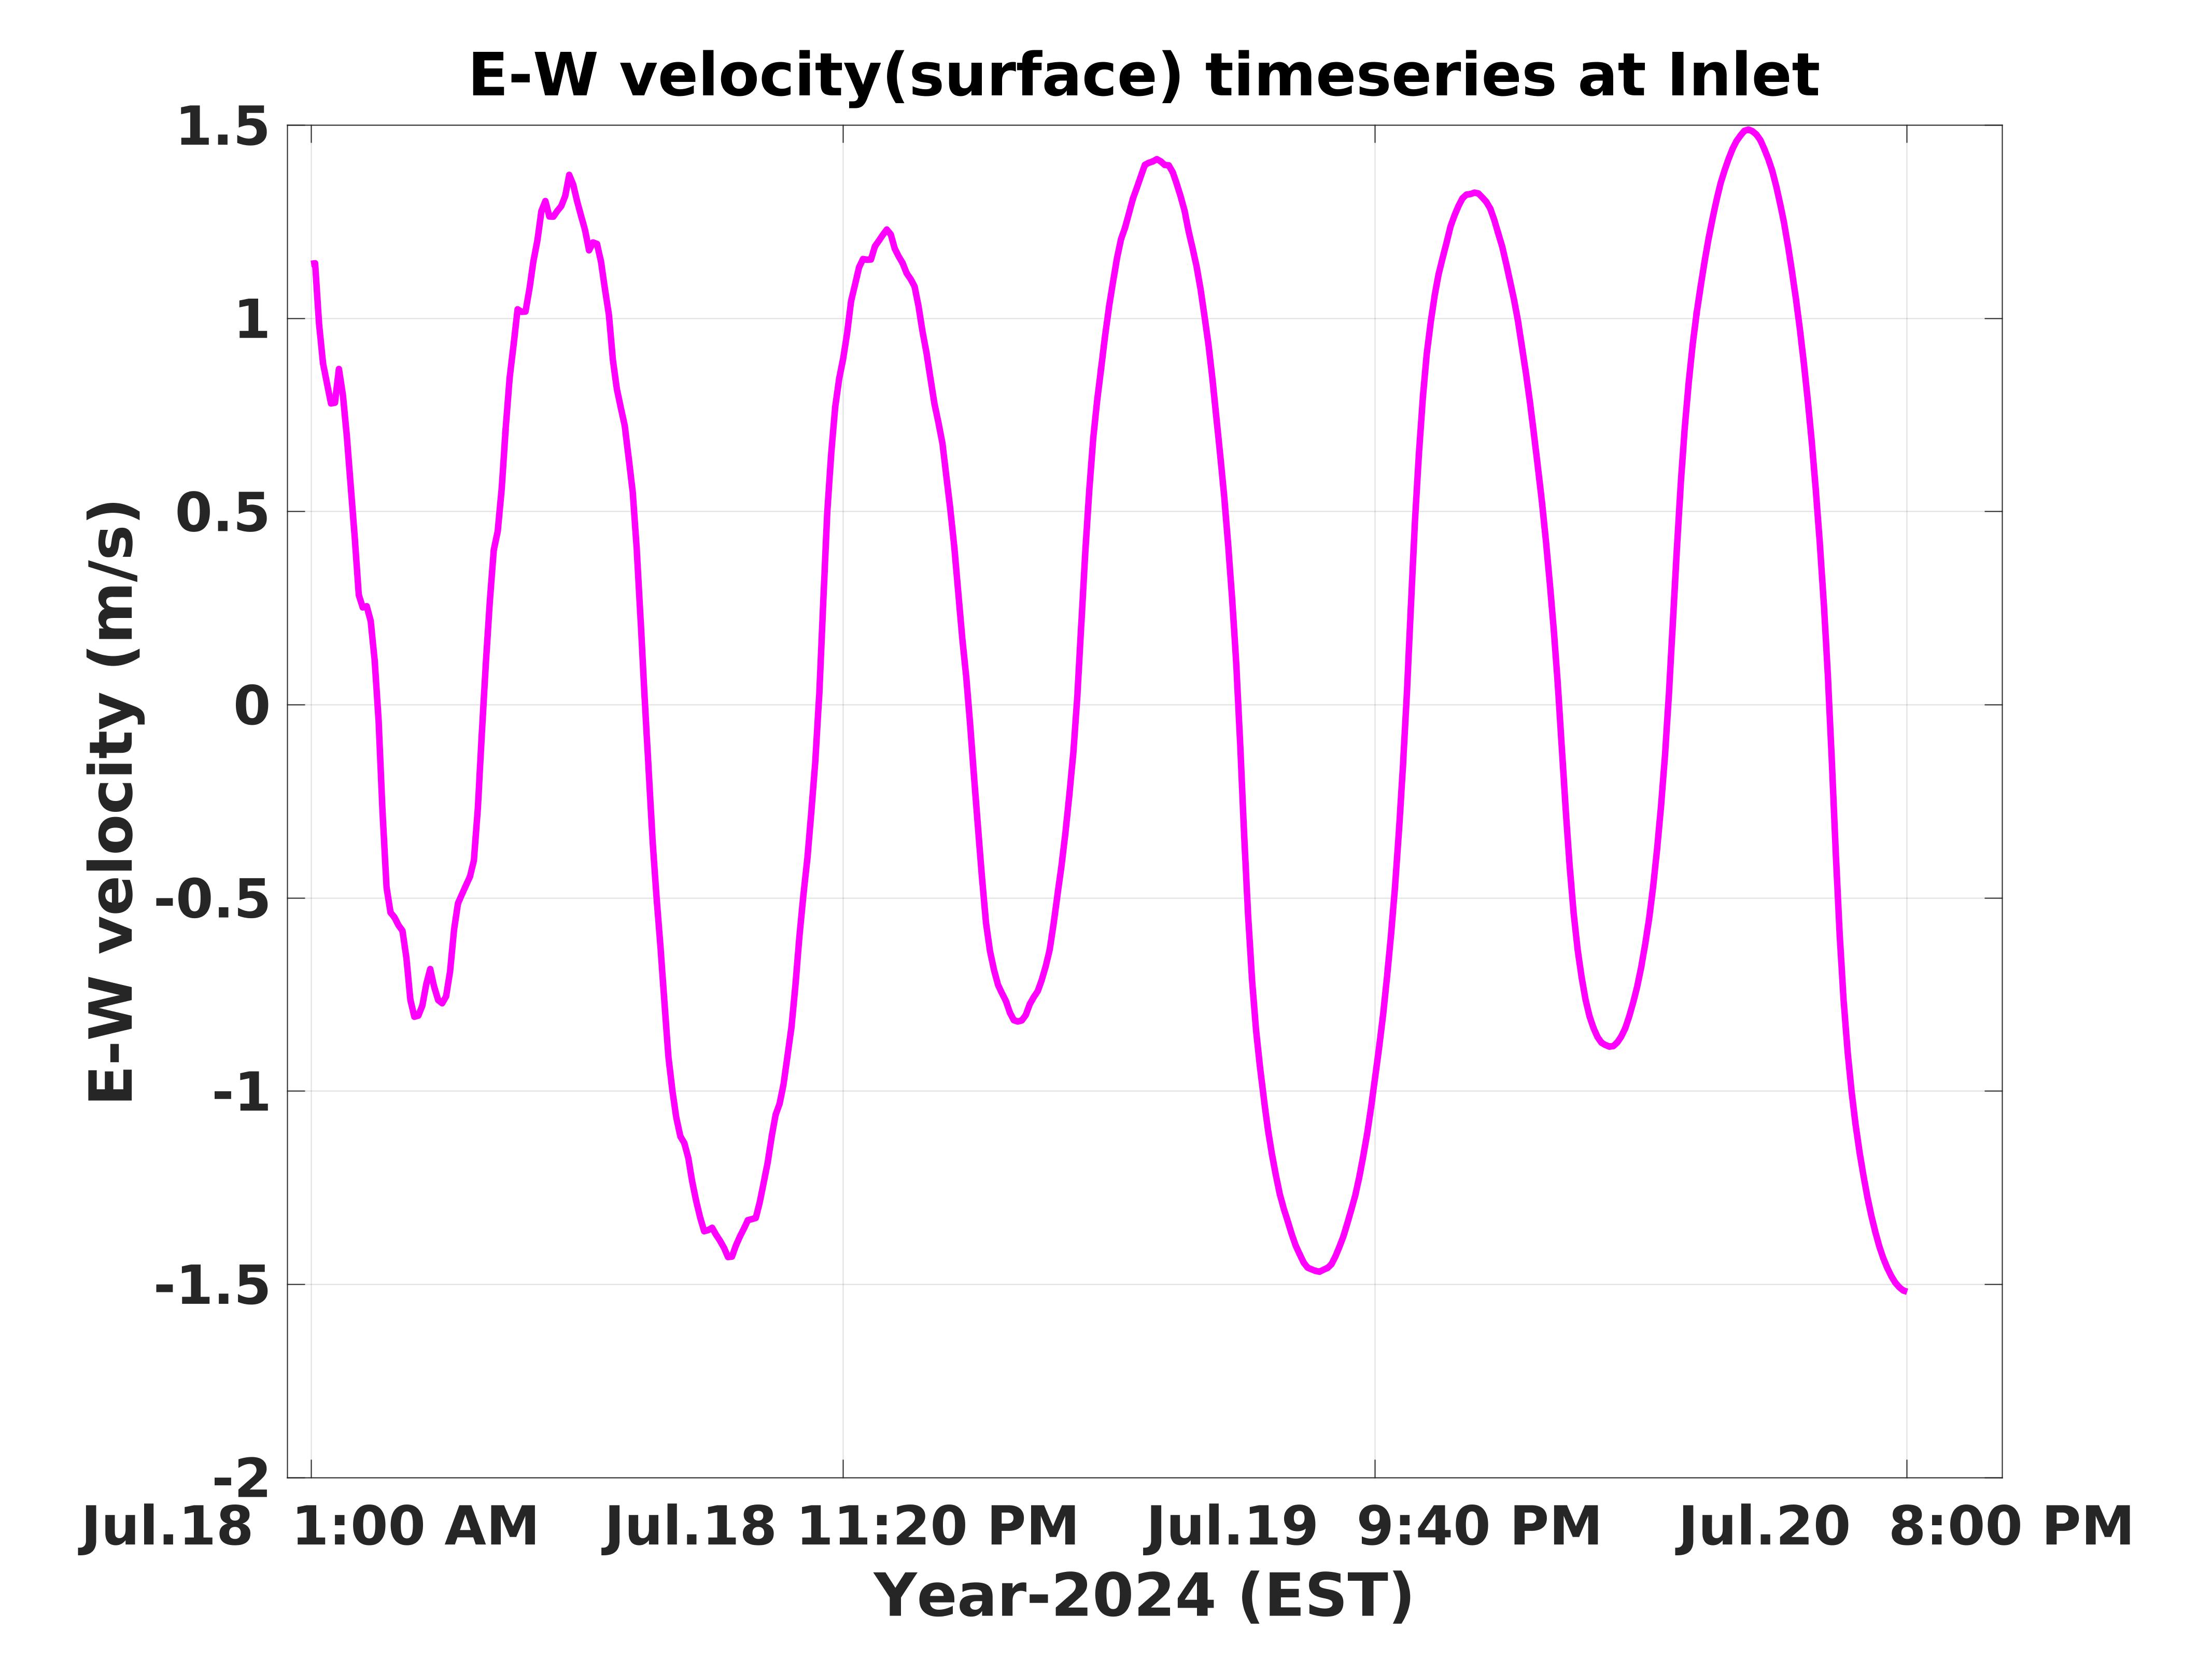 E-W velocity(surface) timeseries at Inlet
E-W velocity (m/s)
1.5
1
0.5
0
-0.5
-1
-1.5
-2
Jul.18 1:00 AM Jul.18 11:20 PM Jul.19 9:40 PM Jul.20 8:00 PM
Year-2024 (EST)